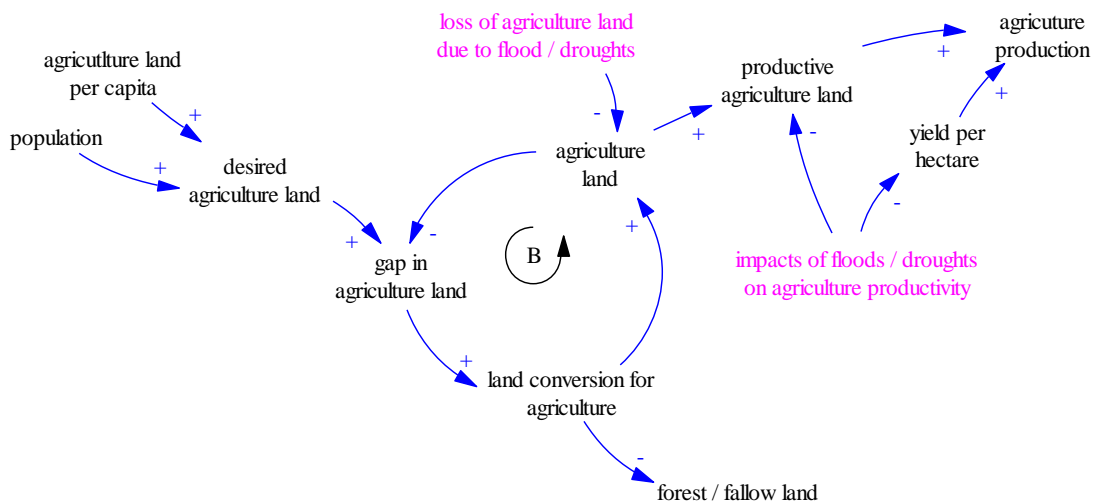 loss of agriculture land
due to flood / droughts
agricuture
production
agricutlture land
per capita
productive
agriculture land
population
yield per
hectare
desired
agriculture land
agriculture
land
gap in
agriculture land
B
impacts of floods / droughts
on agriculture productivity
land conversion for
agriculture
forest / fallow land
+
+
+
-
+
+
+
-
-
-
+
+
-